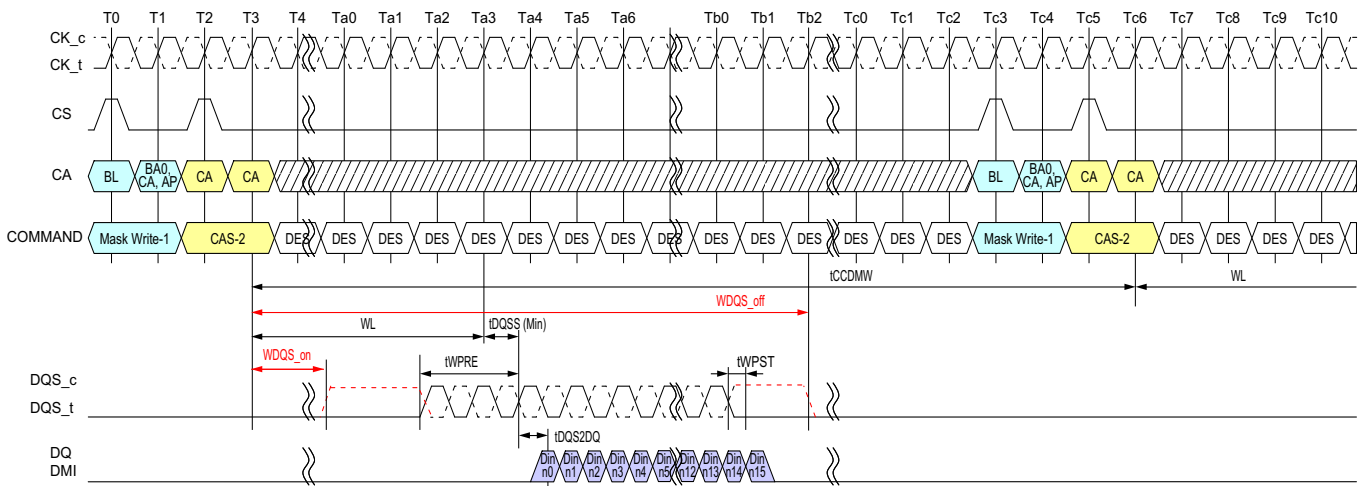 T0 T1 T2 T3 T4 Ta0 Ta1 Ta2 Ta3 Ta4 Ta5 Ta6 Tb0 Tb1 Tb2 Tc0 Tc1 Tc2 Tc3 Tc4 Tc5 Tc6 Tc7 Tc8 Tc9 Tc10
CK_c
CK_t
CS
CA BL BA0, CA, AP CA CA BL BA0, CA, AP CA CA
COMMAND Mask Write-1 CAS-2 DES DES DES DES DES DES DES DES DES DES DES DES DES DES DES Mask Write-1 CAS-2 DES DES DES DES
tCCDMW WL
WDQS_off
WL tDQSS (Min)
WDQS_on tWPRE tWPST
DQS_c
DQS_t
tDQS2DQ
DQ
DMI
Din n0 Din n1 Din n2 Din n3 Din n4 Din n5 Din n12 Din n13 Din n14 Din n15